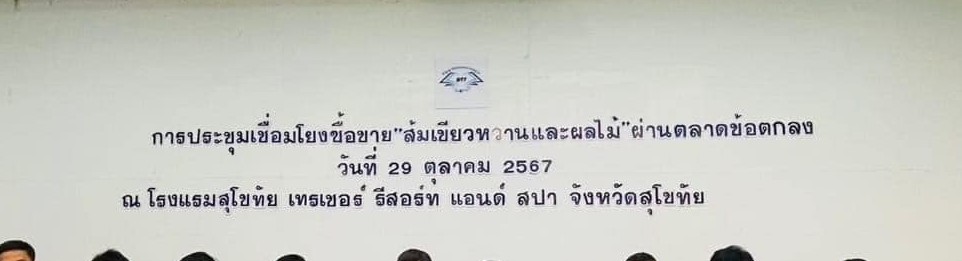 การประชุมเชื่อมโยงซื้อขาย"ส้มเขียวหวานและผลไม้"ผ่านตลาดข้อตกลง
วันที่ 29 ตุลาคม 2567
ณ โรงแรมสุโขทัย เทรเชอร์ รีสอร์ท แอนด์ สปา จังหวัดสุโขทัย